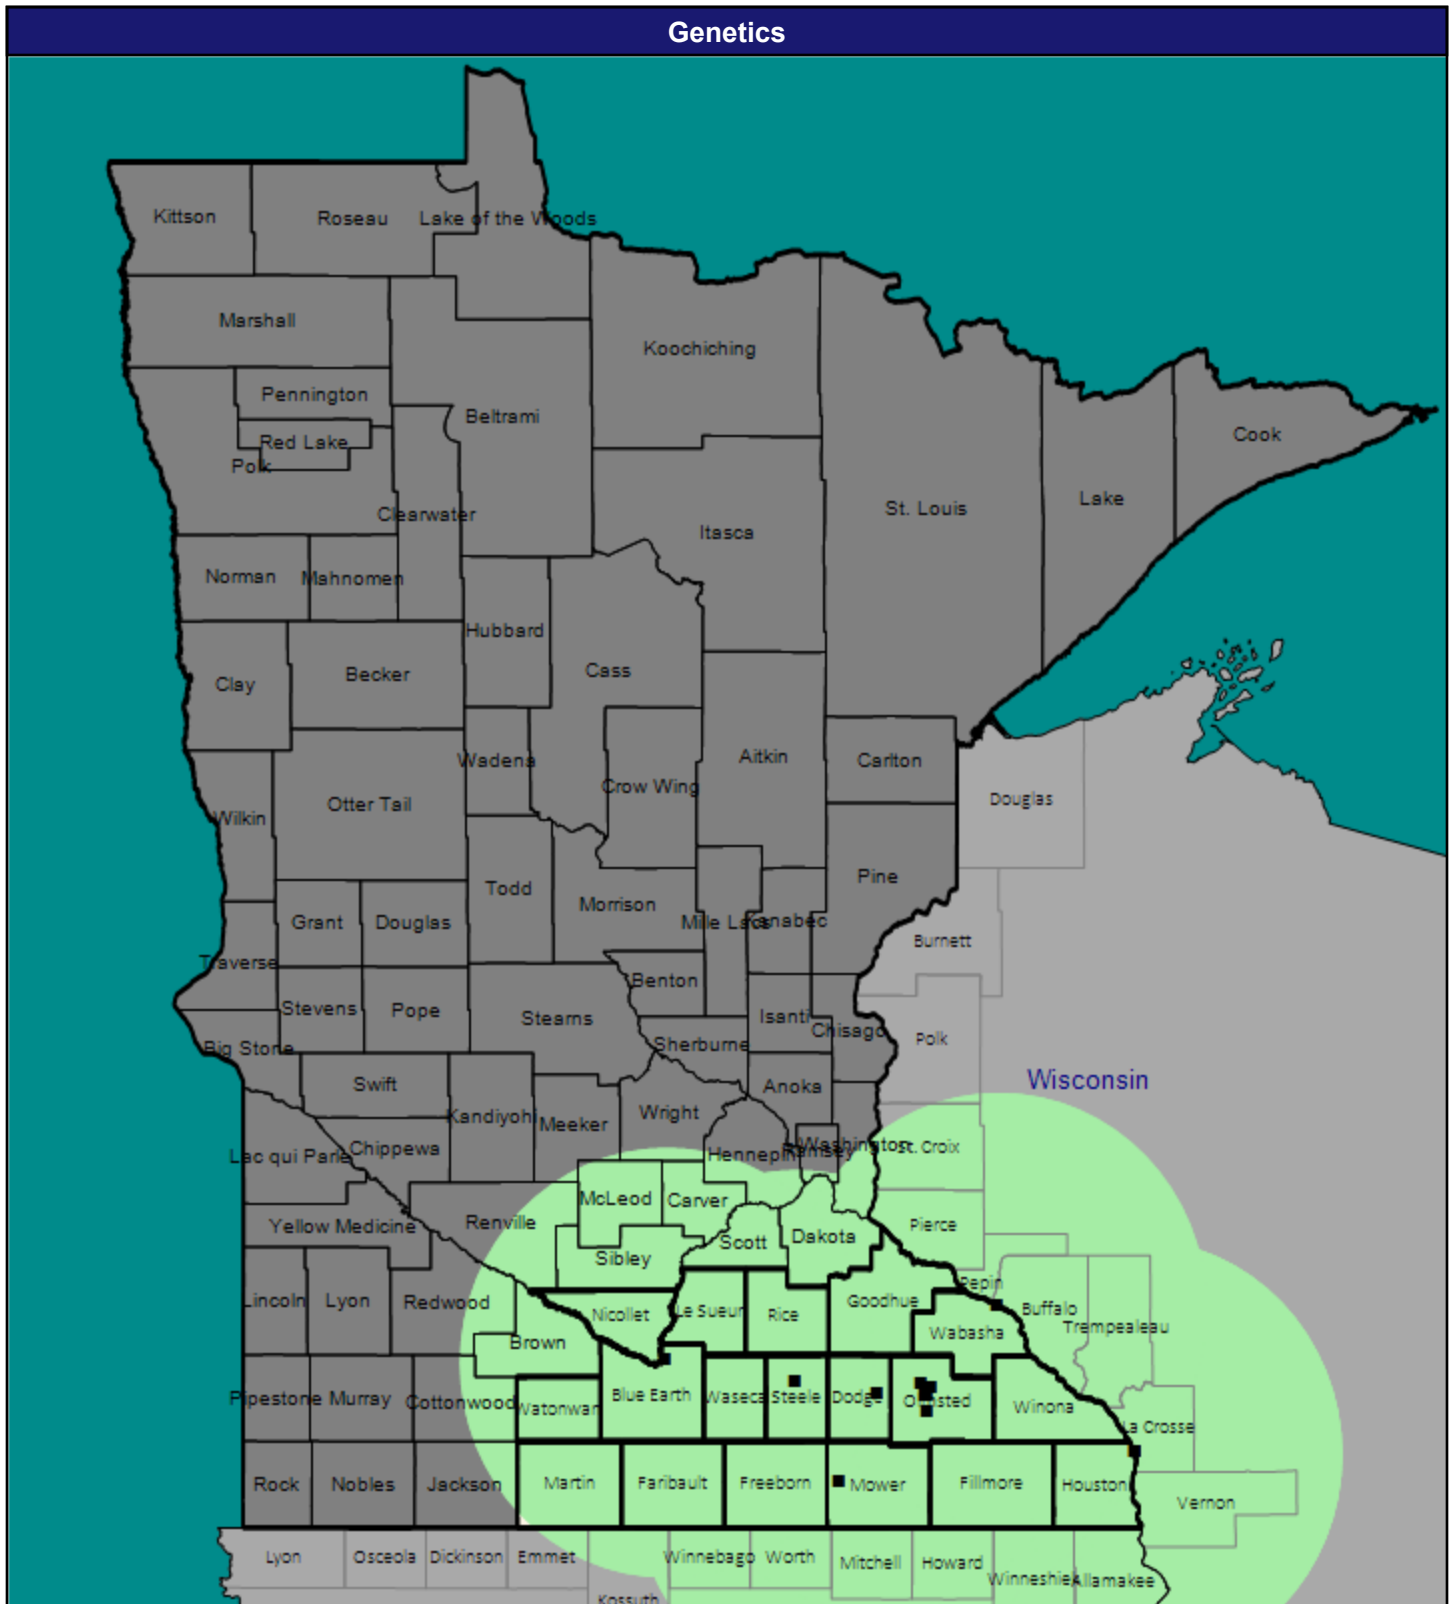 Genetics
Kittson
Roseau
Lake of the Woods
Marshall
Koochiching
Pennington
Beltrami
Red Lake
Polk
Cook
Clearwater
St. Louis
Lake
Itasca
Norman
Mahnomen
Hubbard
Clay
Becker
Cass
Wadena
Aitkin
Carlton
Crow Wing
Otter Tail
Wilkin
Douglas
Pine
Todd
Morrison
Grant
Douglas
Mille Lacs
Kanabec
Burnett
Traverse
Benton
Stevens
Pope
Stearns
Isanti
Chisago
Polk
Big Stone
Sherburne
Swift
Anoka
Wisconsin
Kandiyohi
Meeker
Wright
Lac qui Parle
Chippewa
Hennepin
Ramsey
Washington
St. Croix
McLeod
Carver
Yellow Medicine
Renville
Scott
Dakota
Pierce
Sibley
Lincoln
Lyon
Redwood
Nicollet
Le Sueur
Rice
Goodhue
Pepin
Buffalo
Brown
Wabasha
Trempealeau
Pipestone
Murray
Cottonwood
Watonwan
Blue Earth
Waseca
Steele
Dodge
Olmsted
Winona
La Crosse
Rock
Nobles
Jackson
Martin
Faribault
Freeborn
Mower
Fillmore
Houston
Vernon
Lyon
Osceola
Dickinson
Emmet
Winnebago
Worth
Mitchell
Howard
Winneshiek
Allamakee
Kossuth